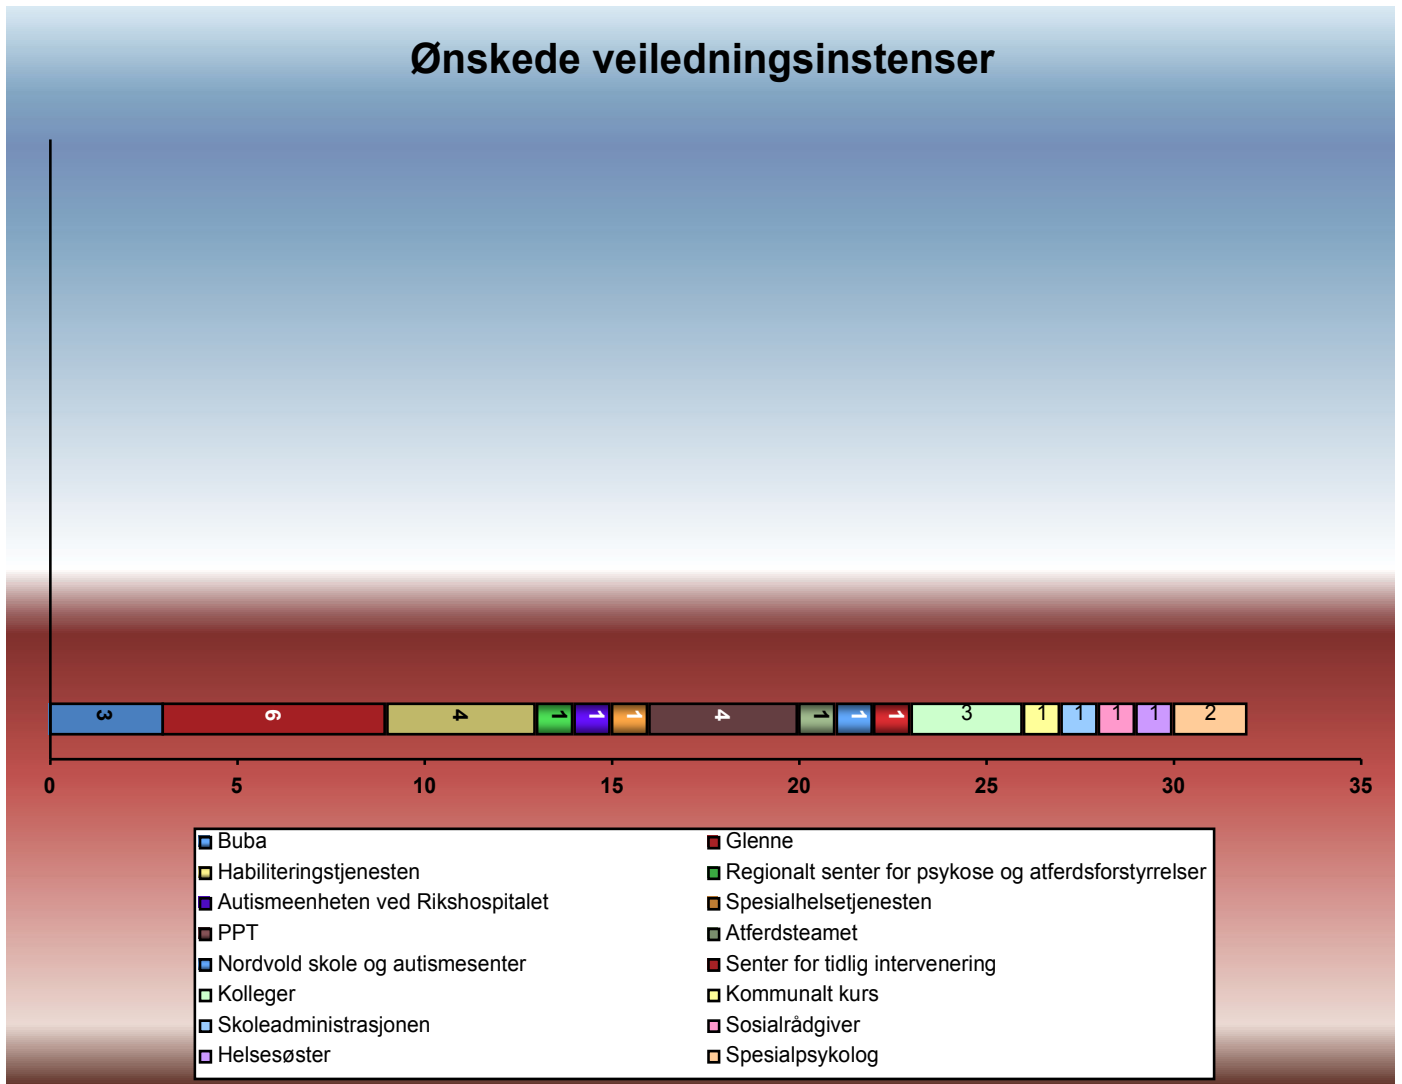 Ønskede veiledningsinstenser
3 6 4 1 1 1 4 1 1 1 3 1 1 1 1 2
0 5 10 15 20 25 30 35
Buba Glenne
Habiliteringstjenesten Regionalt senter for psykose og atferdsforstyrrelser
Autismeenheten ved Rikshospitalet Spesialhelsetjenesten
PPT Atferdsteamet
Nordvold skole og autismesenter Senter for tidlig intervenering
Kolleger Kommunalt kurs
Skoleadministrasjonen Sosialrådgiver
Helsesøster Spesialpsykolog